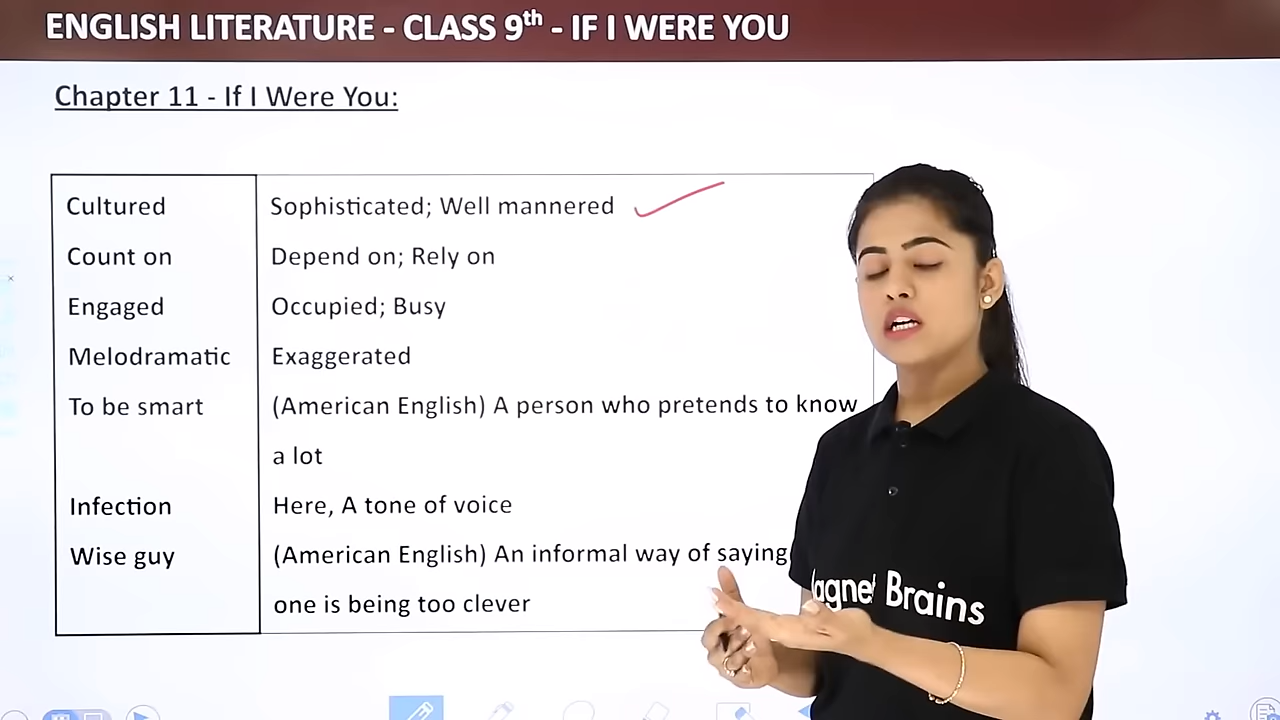 ENGLISH LITERATURE - CLASS 9th - IF I WERE YOU
Chapter 11 - If I Were You:
Cultured Sophisticated; Well mannered
Count on Depend on; Rely on
Engaged Occupied; Busy
Melodramatic Exaggerated
To be smart (American English) A person who pretends to know
a lot
Infection Here, A tone of voice
Wise guy (American English) An informal way of saying
one is being too clever
agnet Brains